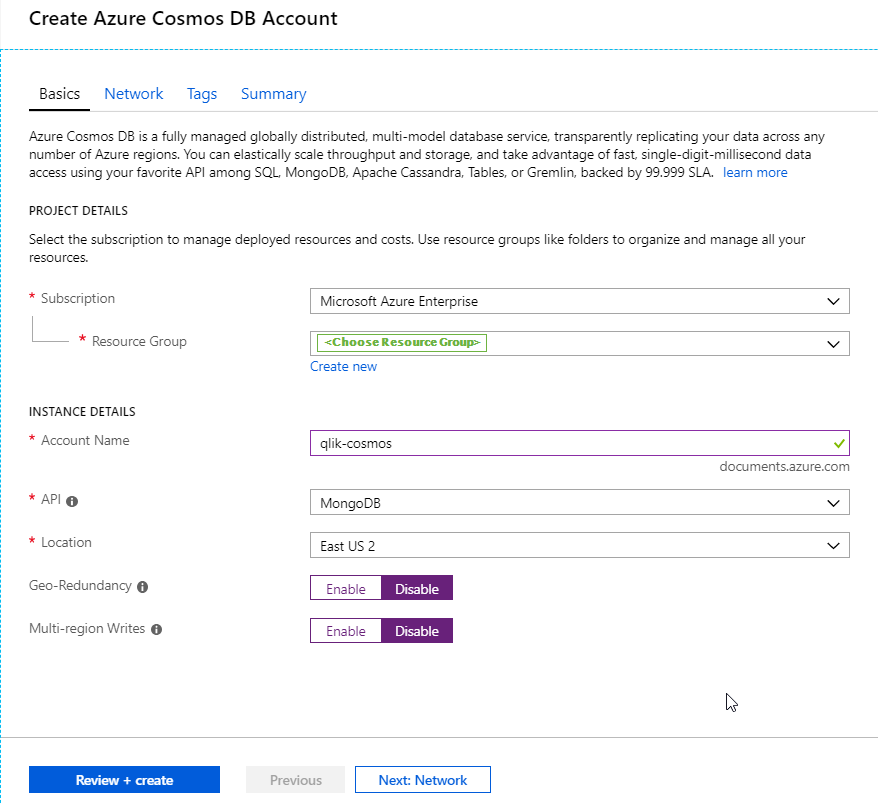 Create Azure Cosmos DB Account
Basics Network Tags Summary
Azure Cosmos DB is a fully managed globally distributed, multi-model database service, transparently replicating your data across any
number of Azure regions. You can elastically scale throughput and storage, and take advantage of fast, single-digit-millisecond data
access using your favorite API among SQL, MongoDB, Apache Cassandra, Tables, or Gremlin, backed by 99.999 SLA. learn more
PROJECT DETAILS
Select the subscription to manage deployed resources and costs. Use resource groups like folders to organize and manage all your
resources.
* Subscription Microsoft Azure Enterprise
* Resource Group <Choose Resource Group>
Create new
INSTANCE DETAILS
* Account Name qlik-cosmos
documents.azure.com
* API MongoDB
* Location East US 2
Geo-Redundancy Enable Disable
Multi-region Writes Enable Disable
Review + create Previous Next: Network